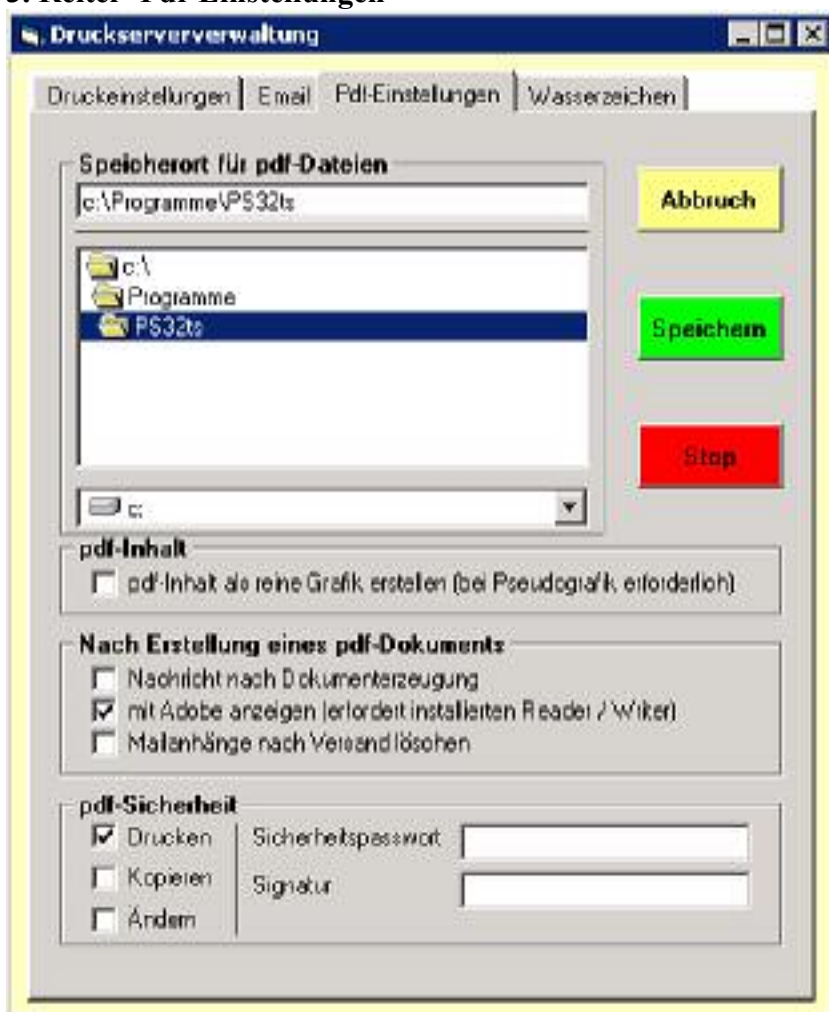 3. Reiter "Pdf-Einstellungen"
Druckserververwaltung
Druckeinstellungen Email Pdf-Einstellungen Wasserzeichen
Speicherort für pdf-Dateien
c:\Programme\PS32ts
Abbruch
c:\
Programme
PS32ts
Speichern
Stop
c:
pdf-Inhalt
pdf-Inhalt als reine Grafik erstellen (bei Pseudografik erforderlich)
Nach Erstellung eines pdf-Dokuments
Nachricht nach Dokumenterzeugung
mit Adobe anzeigen (erfordert installierten Reader / Writer)
Mailanhänge nach Versand löschen
pdf-Sicherheit
Drucken Sicherheitspasswort
Kopieren Signatur
Ändern